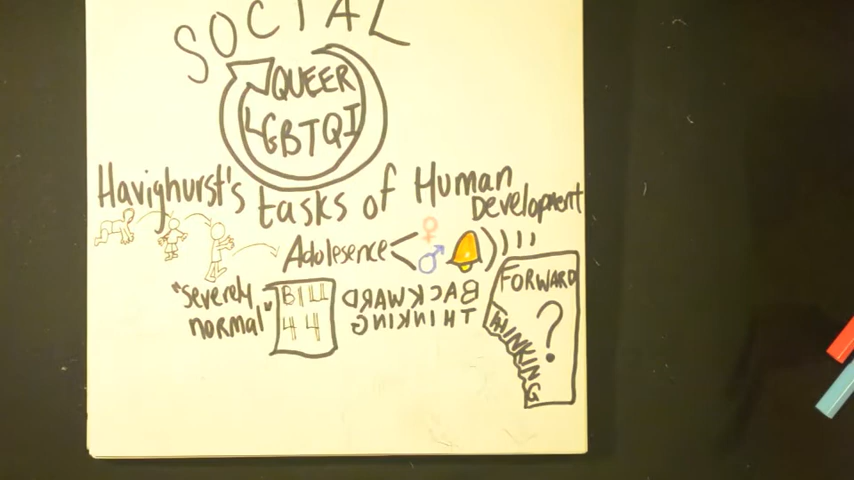 SOCIAL
QUEER
LGBTQI
Havighurst's tasks of Human Development
Adolesence
"severely normal"
BILL
44
BACKWARD
THINKING
FORWARD
THINKING
?